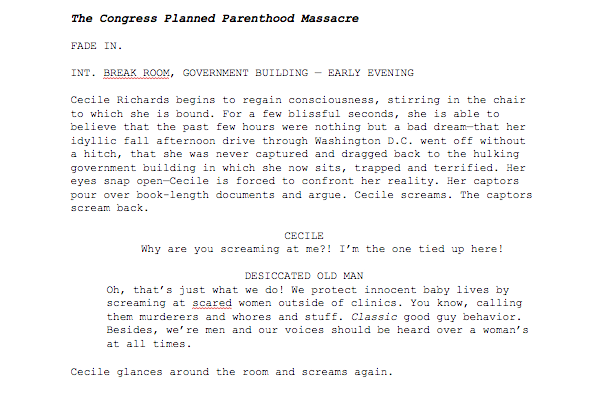 The Congress Planned Parenthood Massacre
FADE IN.
INT. BREAK ROOM, GOVERNMENT BUILDING — EARLY EVENING
Cecile Richards begins to regain consciousness, stirring in the chair
to which she is bound. For a few blissful seconds, she is able to
believe that the past few hours were nothing but a bad dream—that her
idyllic fall afternoon drive through Washington D.C. went off without
a hitch, that she was never captured and dragged back to the hulking
government building in which she now sits, trapped and terrified. Her
eyes snap open—Cecile is forced to confront her reality. Her captors
pour over book-length documents and argue. Cecile screams. The captors
scream back.
CECILE
Why are you screaming at me?! I’m the one tied up here!
DESICCATED OLD MAN
Oh, that’s just what we do! We protect innocent baby lives by
screaming at scared women outside of clinics. You know, calling
them murderers and whores and stuff. Classic good guy behavior.
Besides, we’re men and our voices should be heard over a woman’s
at all times.
Cecile glances around the room and screams again.